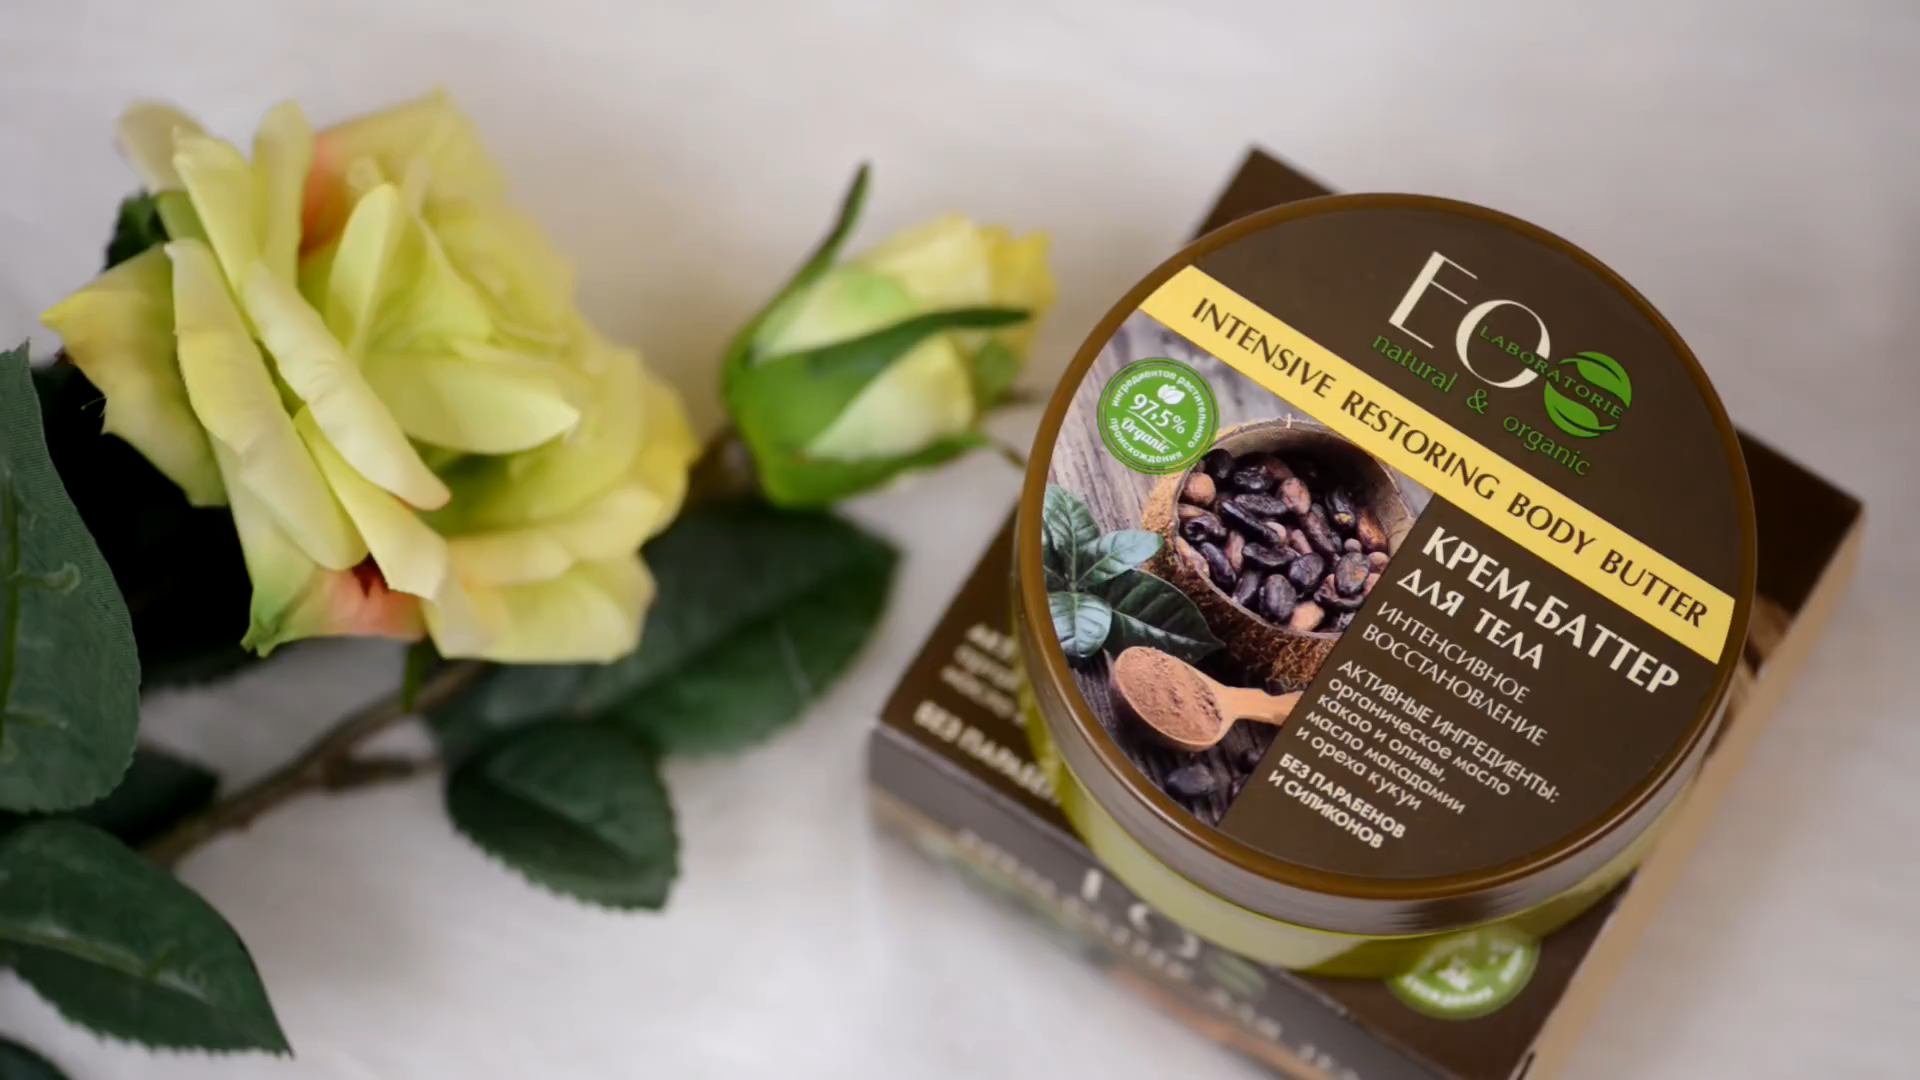 EO
LABORATORIE
natural & organic
INTENSIVE RESTORING BODY BUTTER
ингредиентов растительного
97,5%
Organic
происхождения
КРЕМ-БАТТЕР
ДЛЯ ТЕЛА
ИНТЕНСИВНОЕ
ВОССТАНОВЛЕНИЕ
АКТИВНЫЕ ИНГРЕДИЕНТЫ:
органическое масло
какао и оливы,
масло макадамии
и ореха кукуи
БЕЗ ПАРАБЕНОВ
И СИЛИКОНОВ
БЕЗ